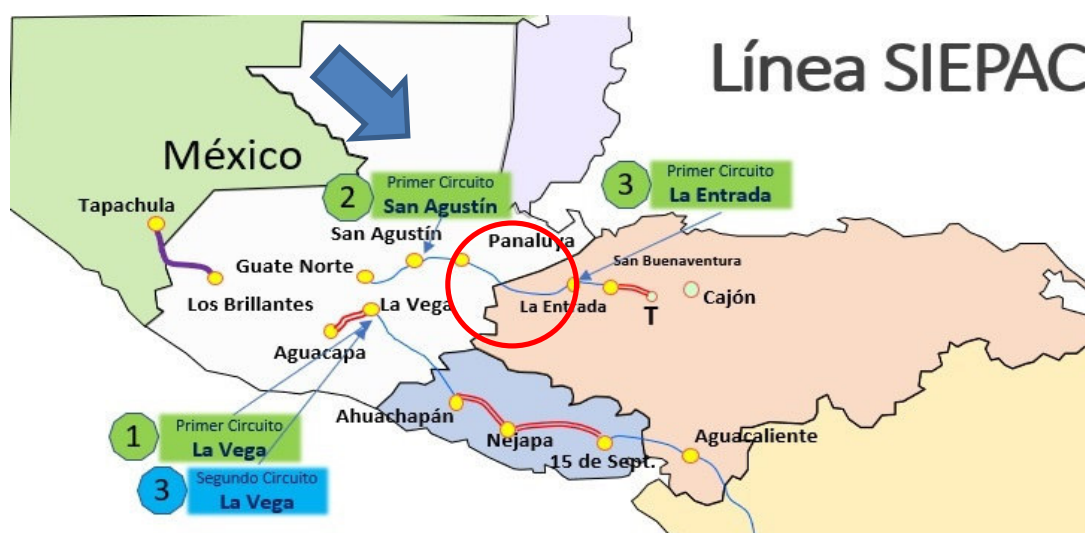 Línea SIEPAC
México
3
Primer Circuito
La Entrada
2
Primer Circuito
San Agustín
Tapachula
San Agustín
Panaluya
Guate Norte
San Buenaventura
Los Brillantes
La Vega
La Entrada
T
Cajón
Aguacapa
Ahuachapán
Nejapa
Aguacaliente
15 de Sept.
1
Primer Circuito
La Vega
3
Segundo Circuito
La Vega